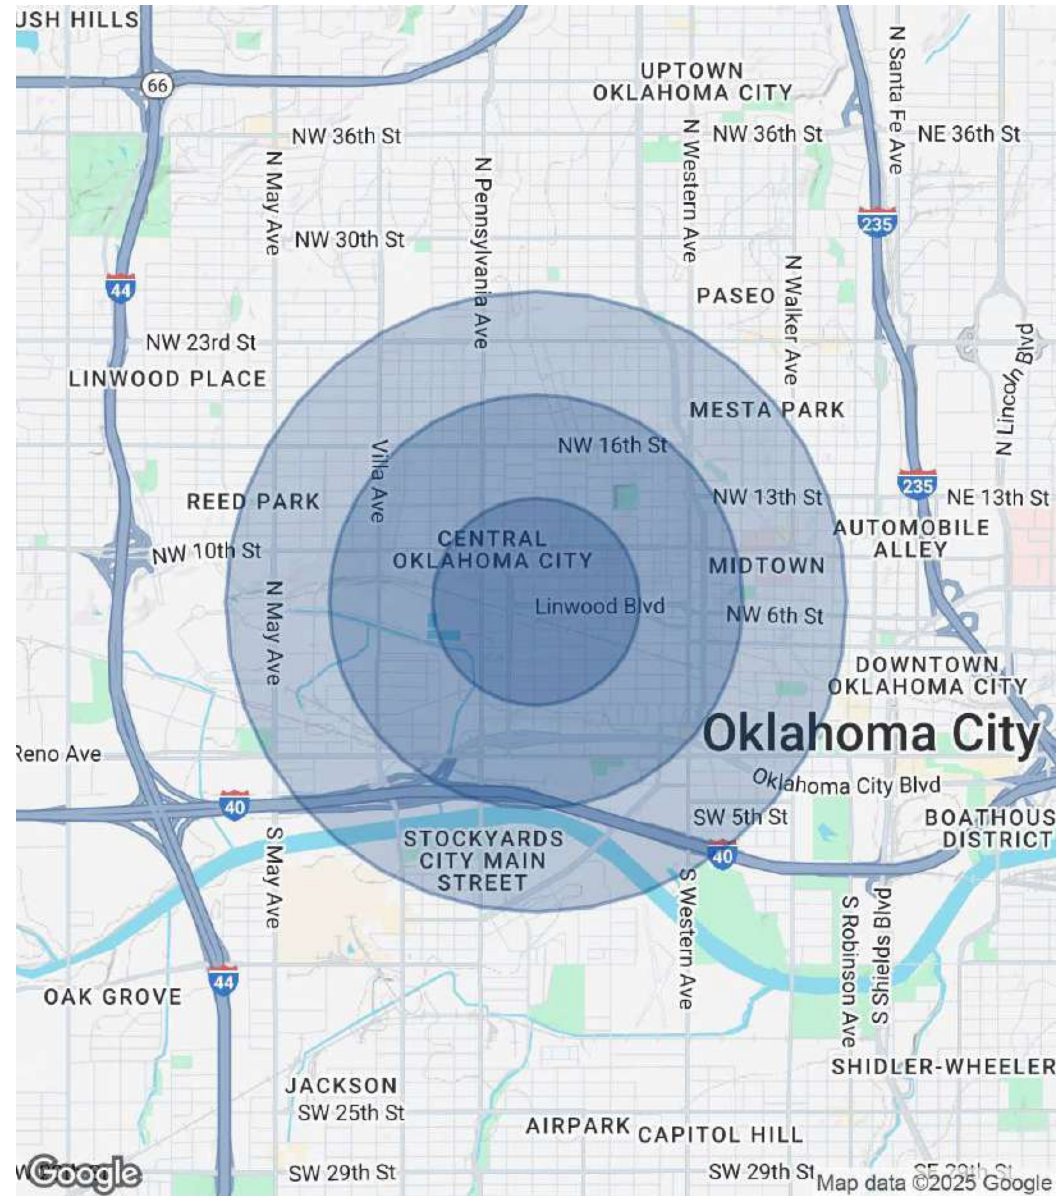 USH HILLS
66
UPTOWN
OKLAHOMA CITY
N Santa Fe Ave
NW 36th St
N May Ave
N Pennsylvania Ave
N Western Ave
NW 36th St
NE 36th St
235
NW 30th St
44
PASEO
N Walker Ave
NW 23rd St
LINWOOD PLACE
N Lincoln Blvd
MESTA PARK
Villa Ave
NW 16th St
REED PARK
NW 13th St
235
NE 13th St
AUTOMOBILE
ALLEY
NW 10th St
CENTRAL
OKLAHOMA CITY
MIDTOWN
N May Ave
Linwood Blvd
NW 6th St
DOWNTOWN
OKLAHOMA CITY
Oklahoma City
Reno Ave
Oklahoma City Blvd
40
SW 5th St
BOATHOUS
DISTRICT
S May Ave
STOCKYARDS
CITY MAIN
STREET
40
S Western Ave
S Robinson Ave
S Shields Blvd
44
OAK GROVE
SHIDLER-WHEELER
JACKSON
SW 25th St
AIRPARK
CAPITOL HILL
Google
SW 29th St
SW 29th St
SE 29th St
Map data ©2025 Google